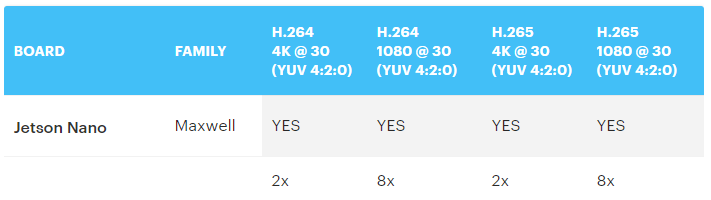 BOARD FAMILY H.264 4K @ 30 (YUV 4:2:0) H.264 1080 @ 30 (YUV 4:2:0) H.265 4K @ 30 (YUV 4:2:0) H.265 1080 @ 30 (YUV 4:2:0)
Jetson Nano Maxwell YES YES YES YES
2x 8x 2x 8x